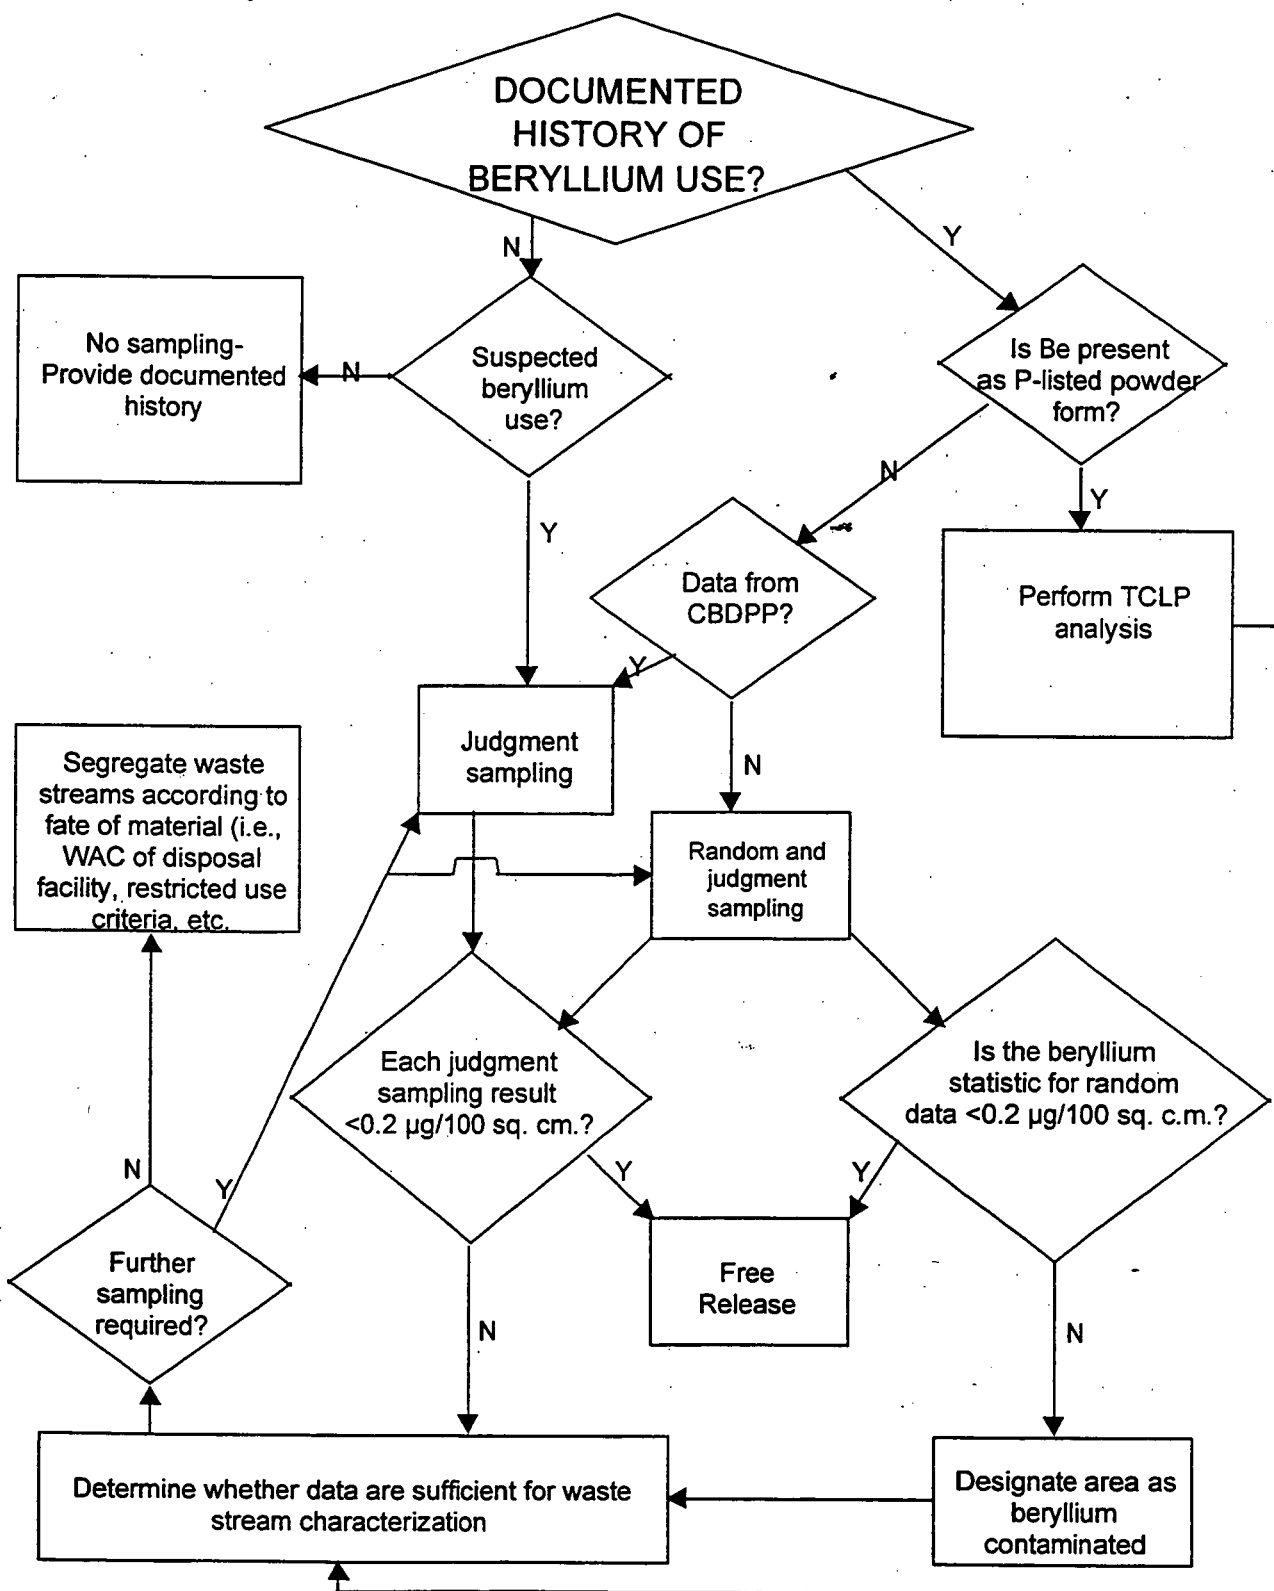 DOCUMENTED
HISTORY OF
BERYLLIUM USE?
N
Y
No sampling-
Provide documented
history
N
Suspected
beryllium
use?
Is Be present
as P-listed powder
form?
N
Y
Y
Data from
CBDPP?
Perform TCLP
analysis
Y
N
Judgment
sampling
Segregate waste
streams according to
fate of material (i.e.,
WAC of disposal
facility, restricted use
criteria, etc.
Random and
judgment
sampling
Each judgment
sampling result
<0.2 µg/100 sq. cm.?
Is the beryllium
statistic for random
data <0.2 µg/100 sq. c.m.?
N
Y
Y
Y
Further
sampling
required?
Free
Release
N
N
Determine whether data are sufficient for waste
stream characterization
Designate area as
beryllium
contaminated